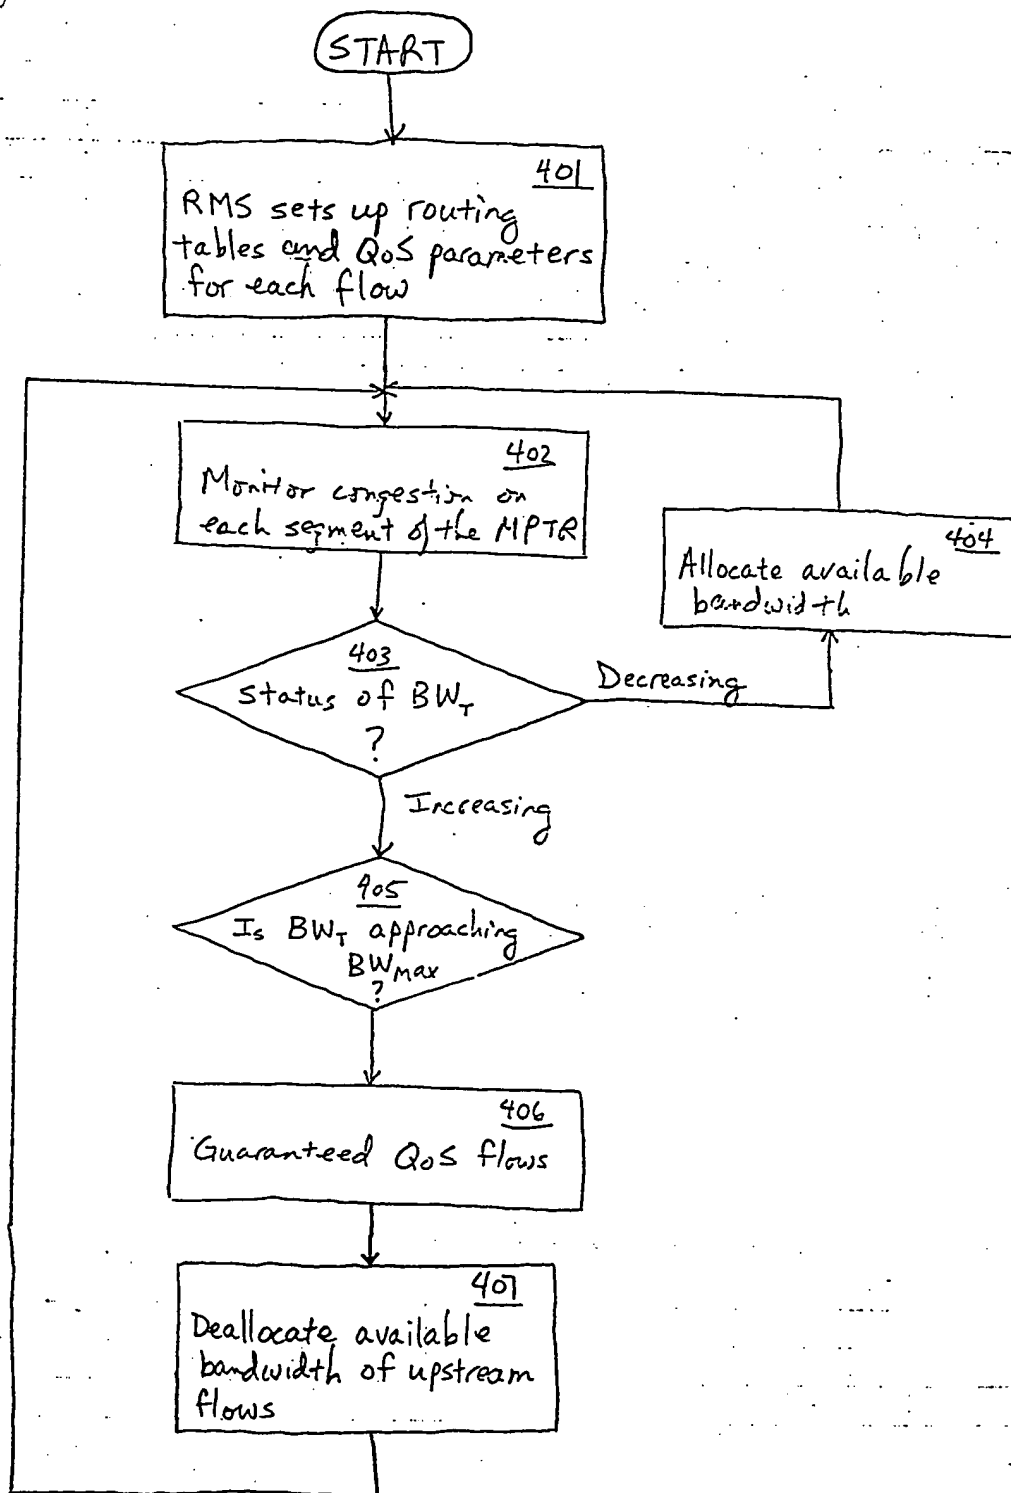 START
401
RMS sets up routing
tables and QoS parameters
for each flow
402
Monitor congestion on
each segment of the MPTR
404
Allocate available
bandwidth
403
Status of BWT
?
Decreasing
Increasing
405
Is BWT approaching
BWMax
?
406
Guaranteed QoS flows
407
Deallocate available
bandwidth of upstream
flows